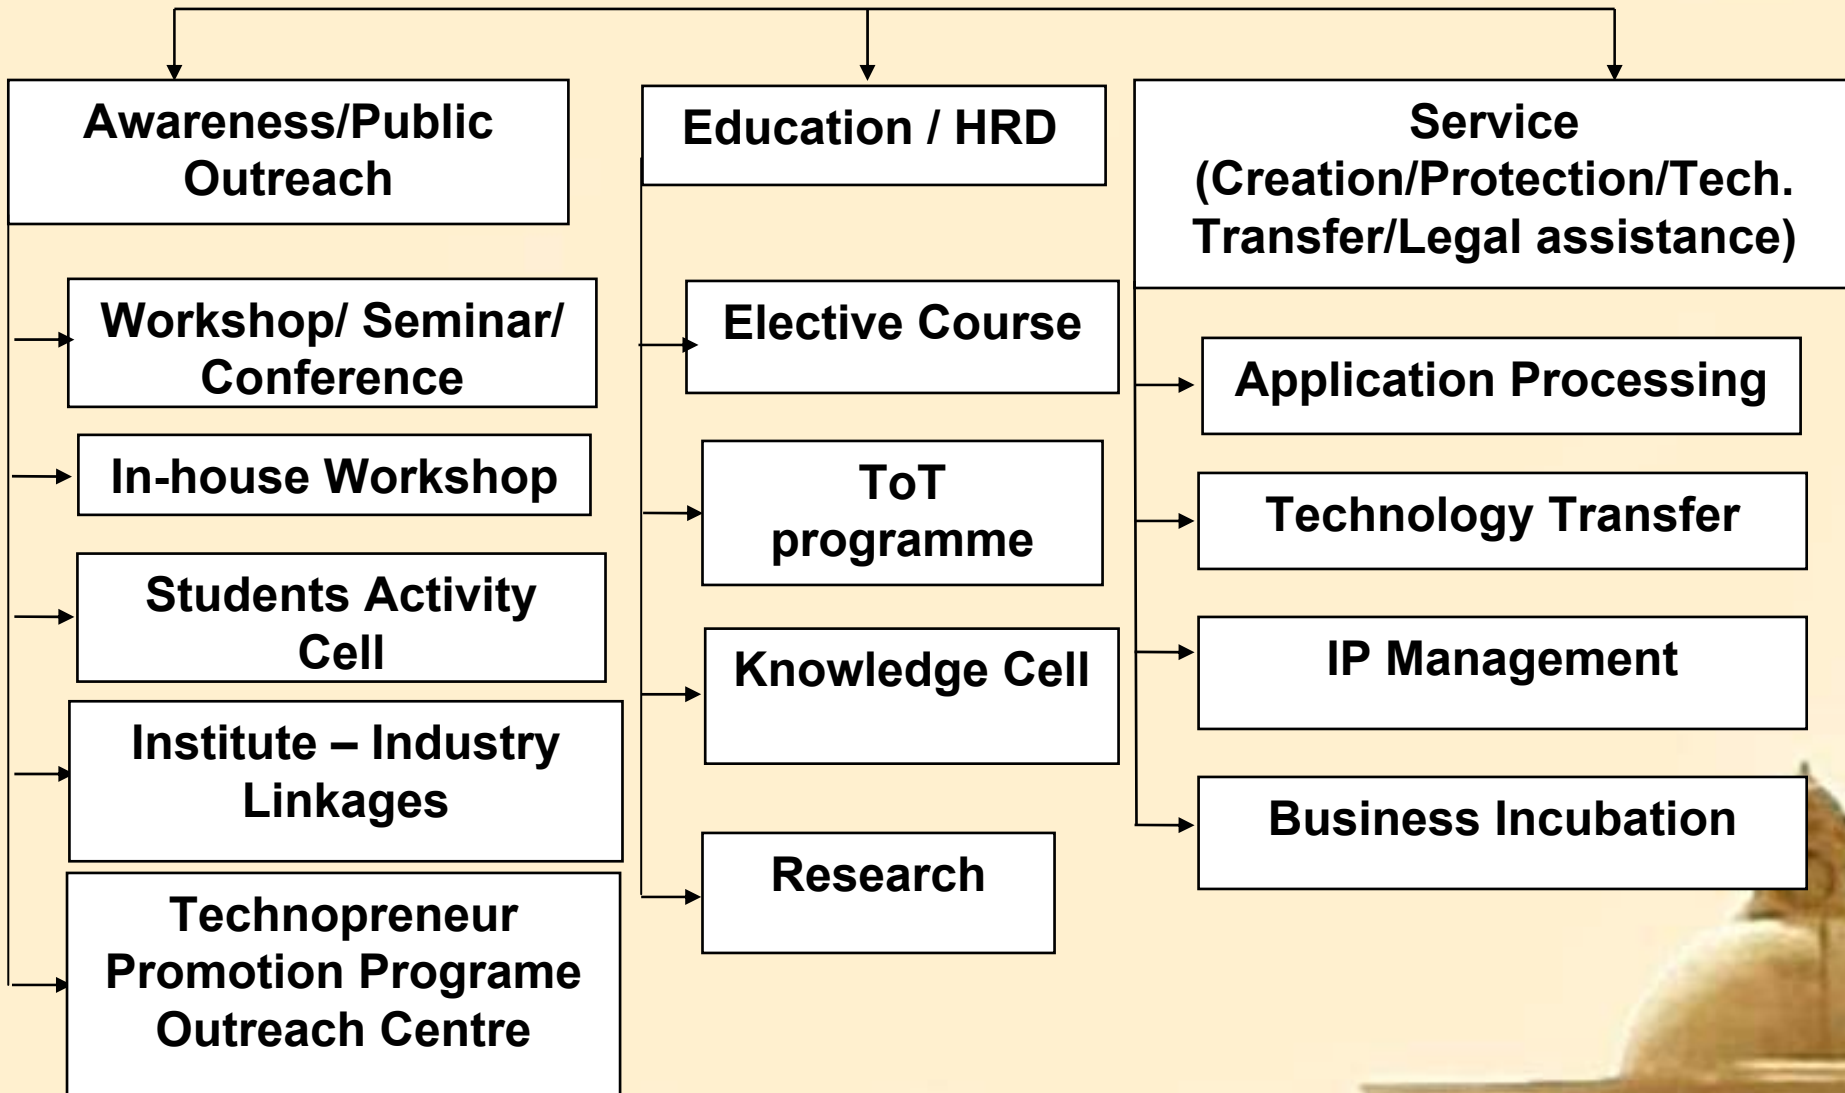 Awareness/Public
Outreach
Workshop/ Seminar/
Conference
In-house Workshop
Students Activity
Cell
Institute – Industry
Linkages
Technopreneur
Promotion Programe
Outreach Centre
Education / HRD
Elective Course
ToT
programme
Knowledge Cell
Research
Service
(Creation/Protection/Tech.
Transfer/Legal assistance)
Application Processing
Technology Transfer
IP Management
Business Incubation